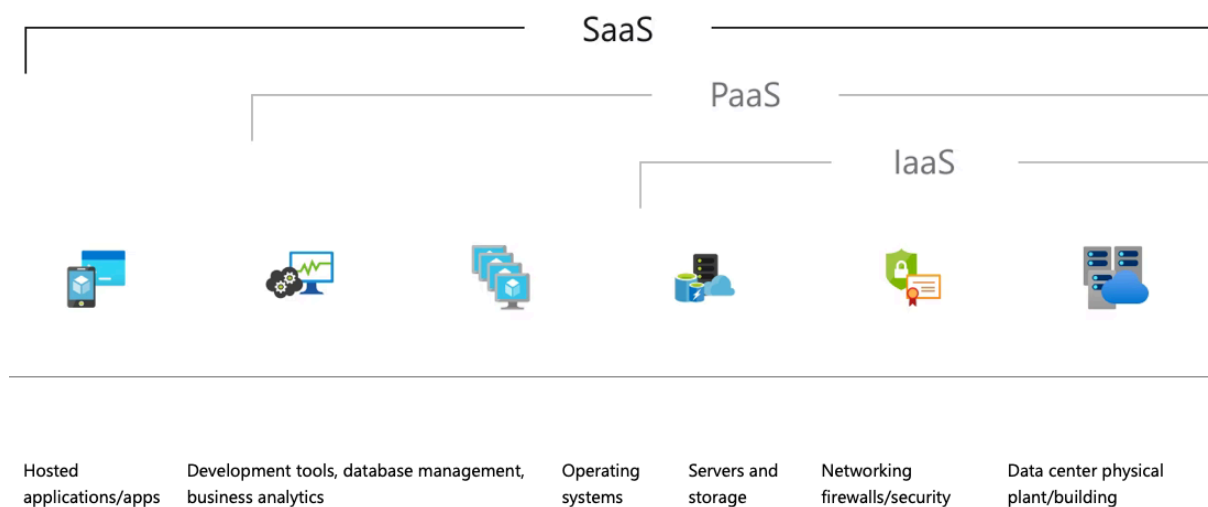 SaaS
PaaS
IaaS
Hosted
applications/apps
Development tools, database management,
business analytics
Operating
systems
Servers and
storage
Networking
firewalls/security
Data center physical
plant/building